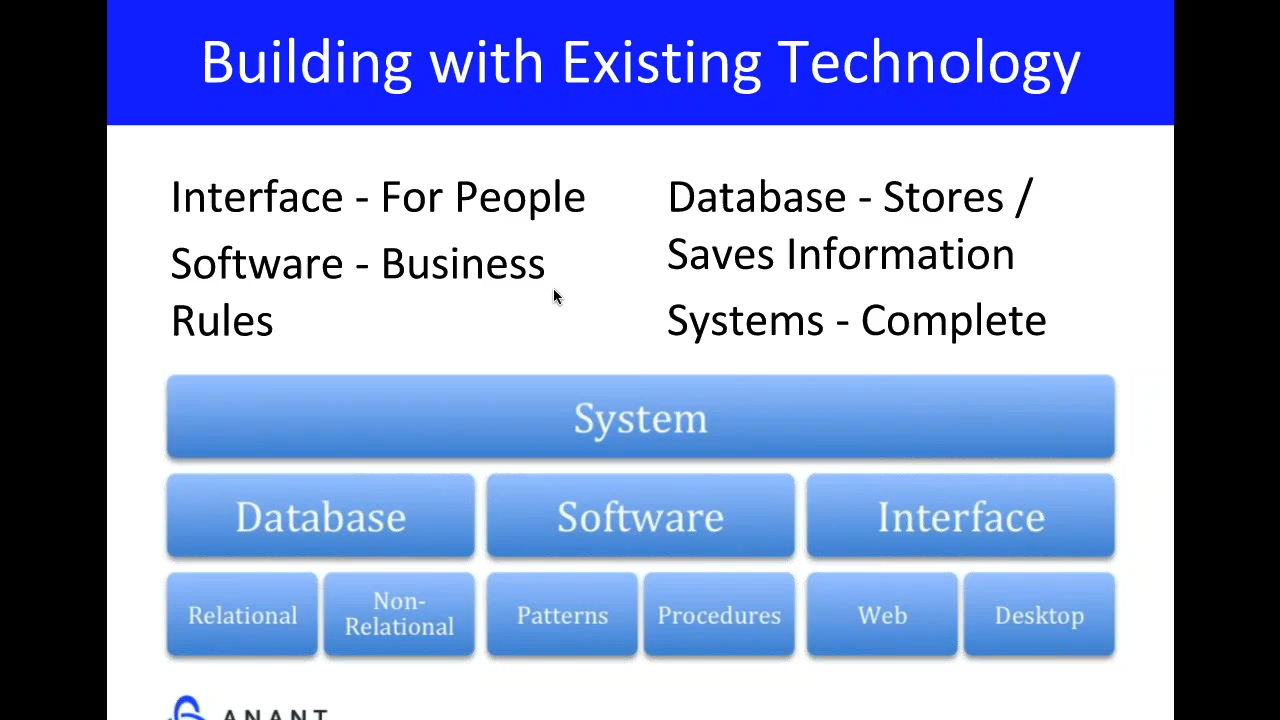 Building with Existing Technology
Interface - For People
Software - Business
Rules
Database - Stores /
Saves Information
Systems - Complete
System
Database
Software
Interface
Relational
Non-
Relational
Patterns
Procedures
Web
Desktop
ANANT